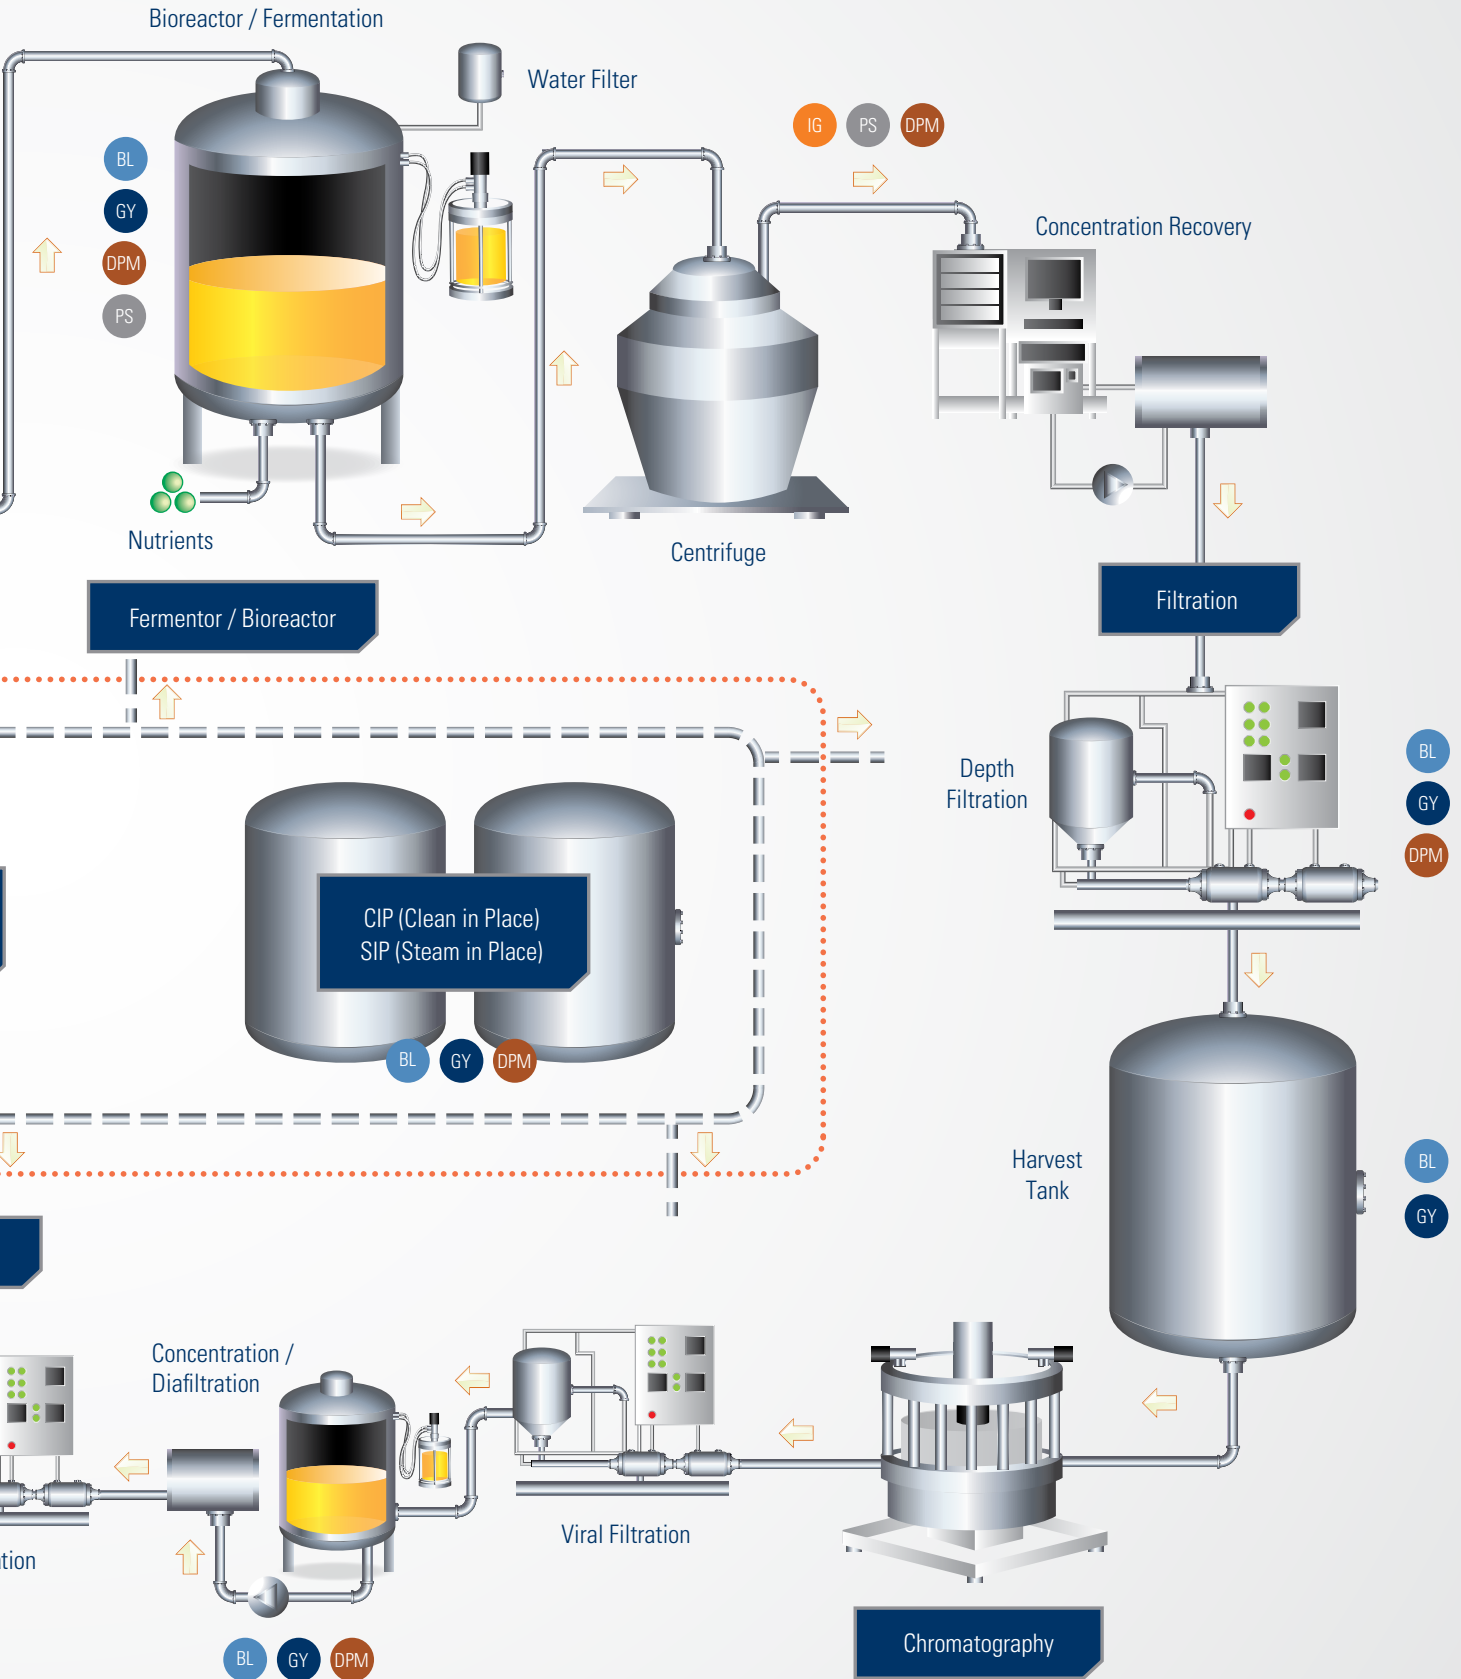 Bioreactor / Fermentation
Water Filter
IG PS DPM
BL
GY
DPM
PS
Concentration Recovery
Nutrients
Centrifuge
Fermentor / Bioreactor
Filtration
Depth
Filtration
BL
GY
DPM
CIP (Clean in Place)
SIP (Steam in Place)
BL GY DPM
Harvest
Tank
BL
GY
Concentration /
Diafiltration
Viral Filtration
Chromatography
BL GY DPM